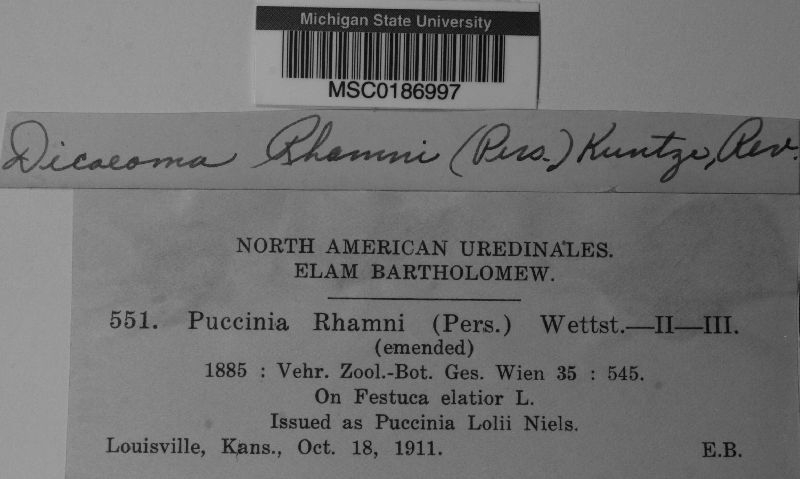 Michigan State University
MSC0186997
Dicaeoma Rhamni (Pers.) Kuntze, Rev.
NORTH AMERICAN UREDINALES.
ELAM BARTHOLOMEW.
551. Puccinia Rhamni (Pers.) Wettst.—II—III.
(emended)
1885 : Vehr. Zool.-Bot. Ges. Wien 35 : 545.
On Festuca elatior L.
Issued as Puccinia Lolii Niels.
Louisville, Kans., Oct. 18, 1911. E.B.